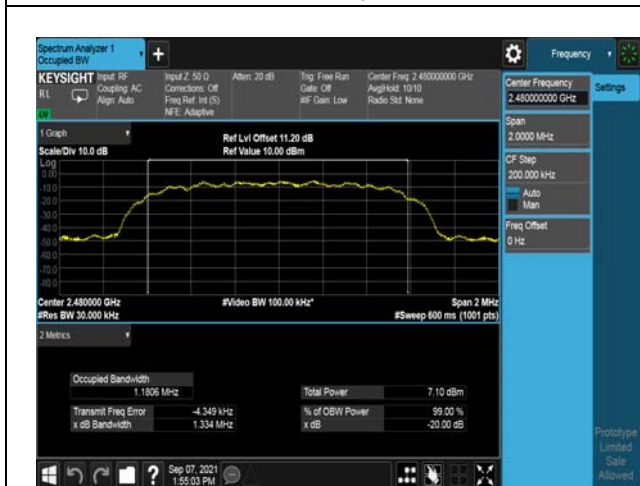 Spectrum Analyzer 1
Occupied BW
+
Frequency
KEYSIGHT
RL
Input: RF
Coupling: AC
Align: Auto
Input Z: 50 Ω
Corrections: Off
Freq Ref: Int (S)
NFE: Adaptive
Atten: 20 dB
Trig: Free Run
Gate: Off
#IF Gain: Low
Center Freq: 2.480000000 GHz
Avg|Hold: 10/10
Radio Std: None
Center Frequency
2.480000000 GHz
Settings
Span
2.0000 MHz
CF Step
200.000 kHz
Auto
Man
Freq Offset
0 Hz
1 Graph
Scale/Div 10.0 dB
Ref Lvl Offset 11.20 dB
Ref Value 10.00 dBm
Log
0.00
-10.0
-20.0
-30.0
-40.0
-50.0
-60.0
-70.0
-80.0
Center 2.480000 GHz
#Res BW 30.000 kHz
#Video BW 100.00 kHz*
Span 2 MHz
#Sweep 600 ms (1001 pts)
2 Metrics
Occupied Bandwidth
1.1806 MHz
Total Power 7.10 dBm
Transmit Freq Error -4.349 kHz
% of OBW Power 99.00 %
x dB Bandwidth 1.334 MHz
x dB -20.00 dB
Prototype
Limited
Sale
Allowed
?
Sep 07, 2021
1:55:03 PM